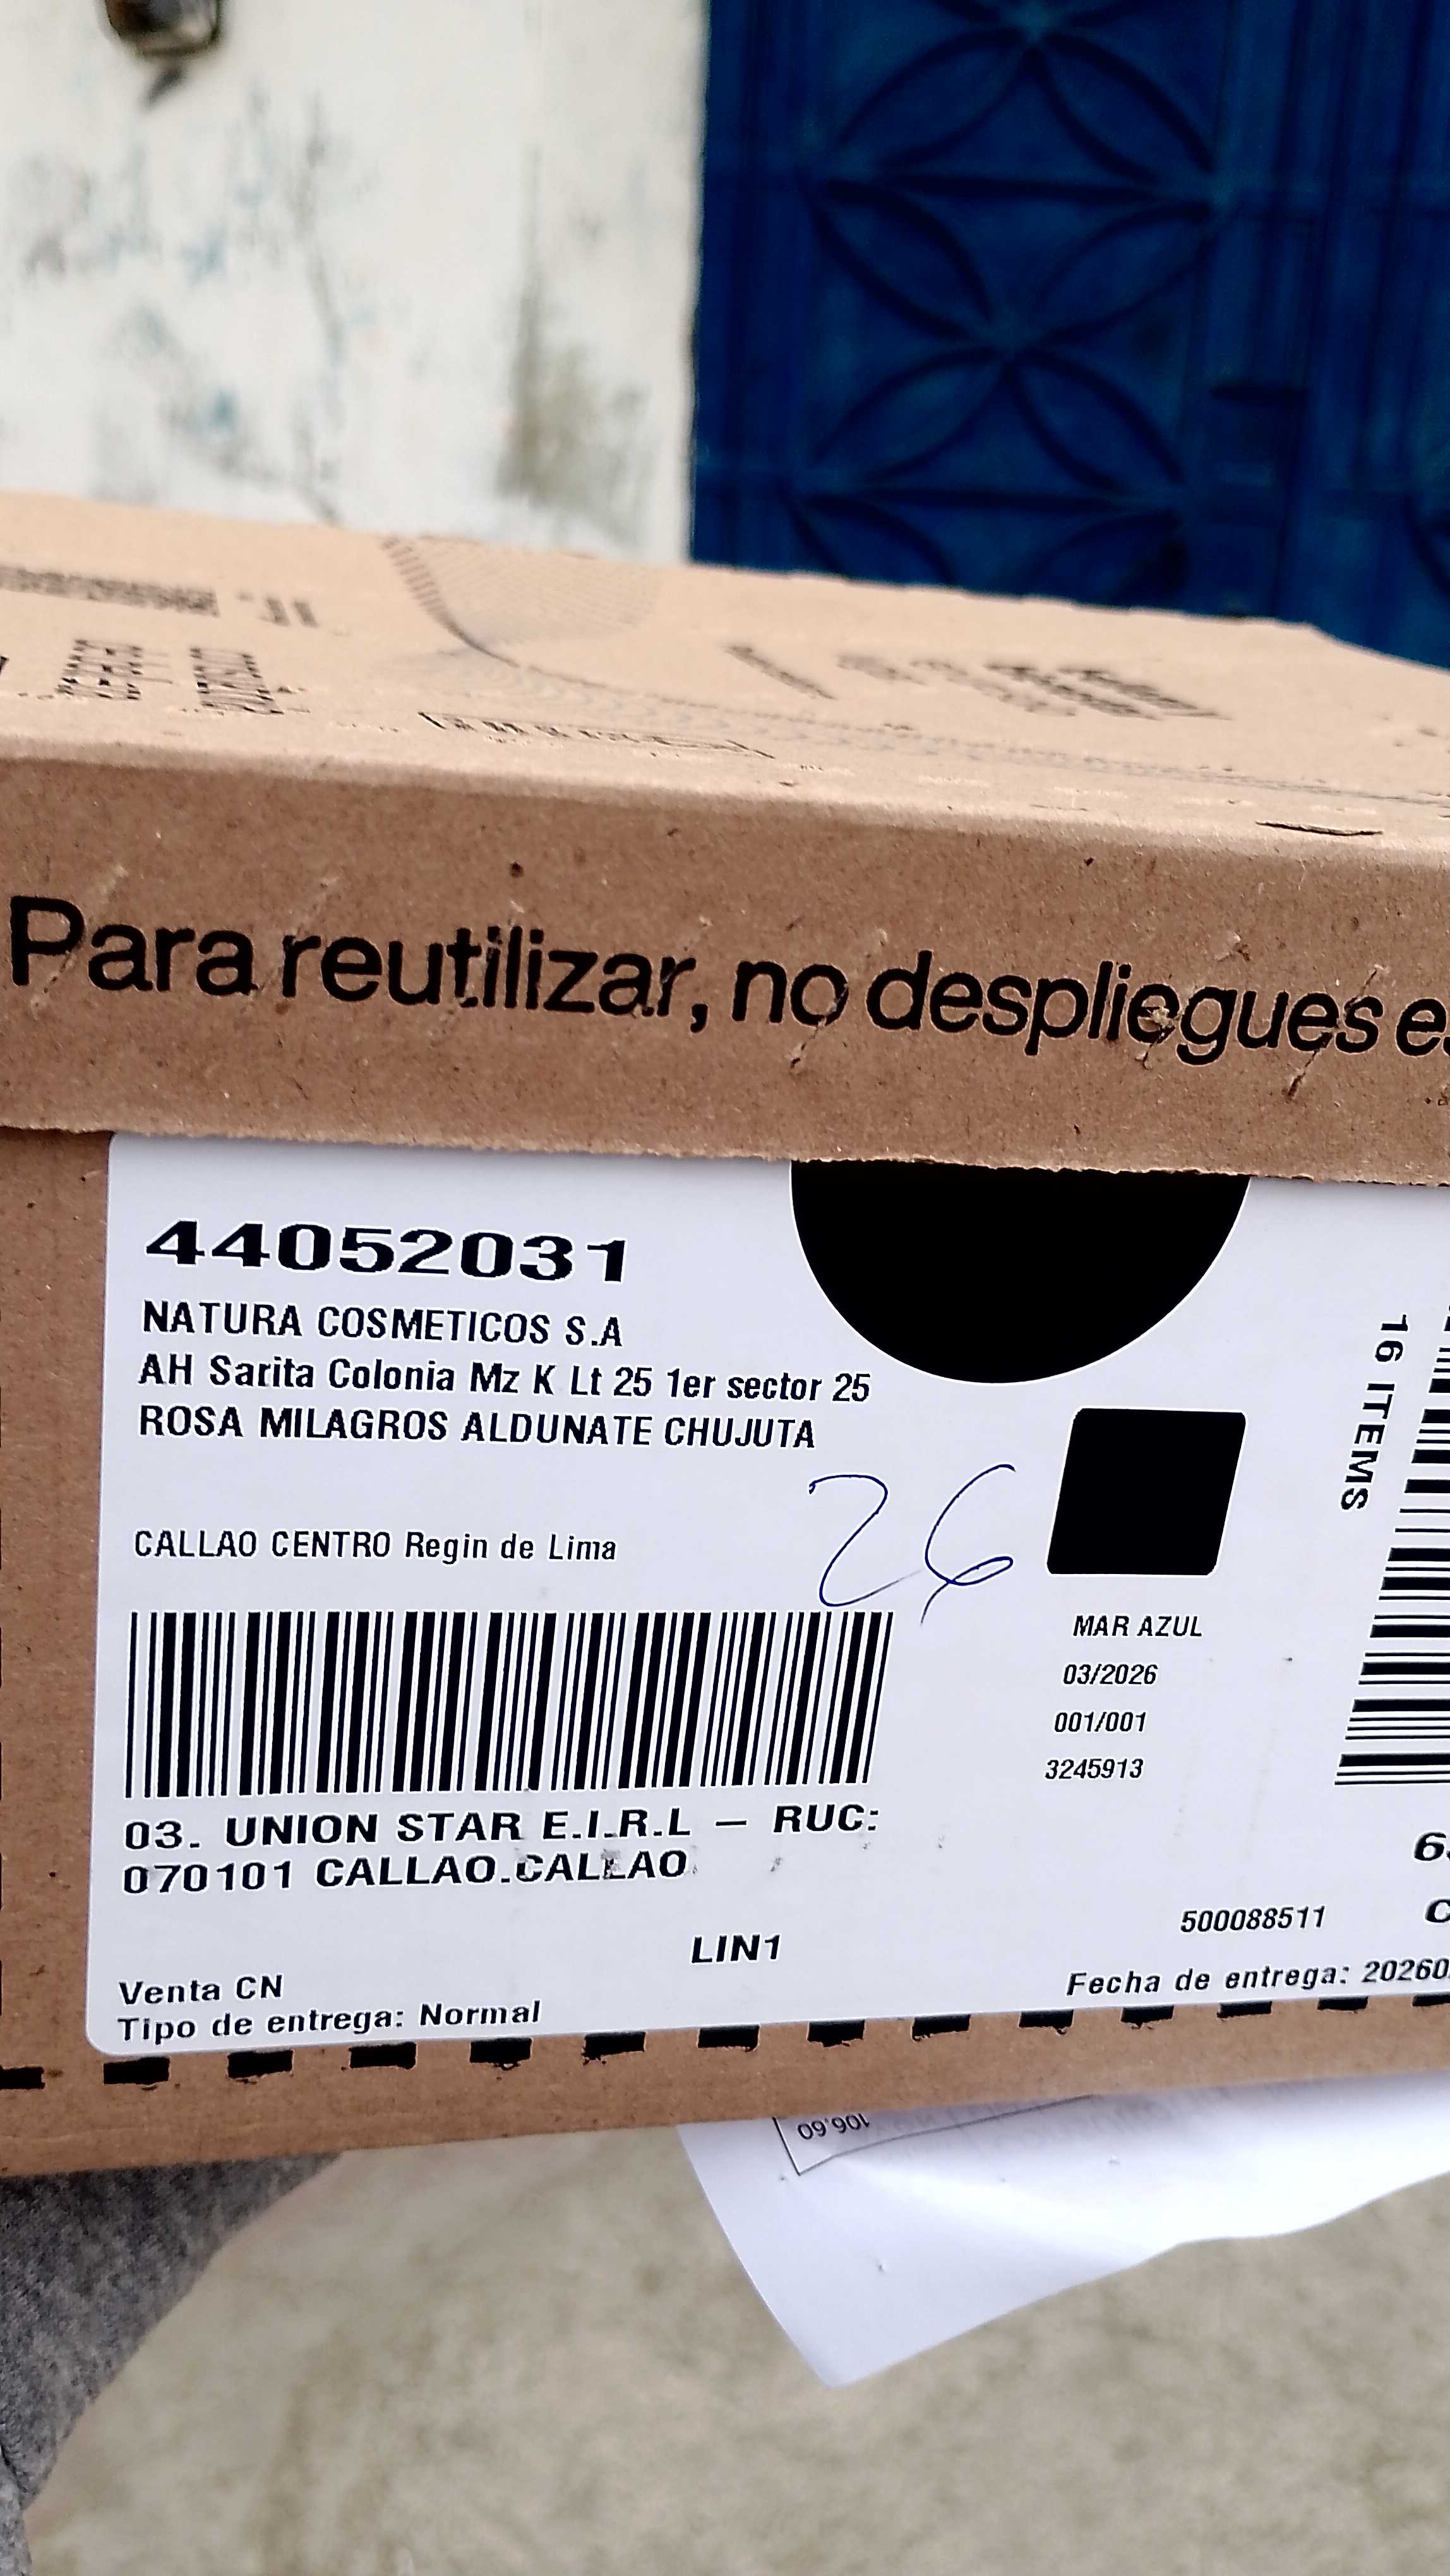 Para reutilizar, no despliegues
44052031
NATURA COSMETICOS S.A
AH Sarita Colonia Mz K Lt 25 1er sector 25
ROSA MILAGROS ALDUNATE CHUJUTA
26
CALLAO CENTRO Regin de Lima
16 ITEMS
MAR AZUL
03/2026
001/001
3245913
03. UNION STAR E.I.R.L – RUC:
070101 CALLAO.CALLAO
500088511
LIN1
Venta CN
Tipo de entrega: Normal
Fecha de entrega: 20260
106.60